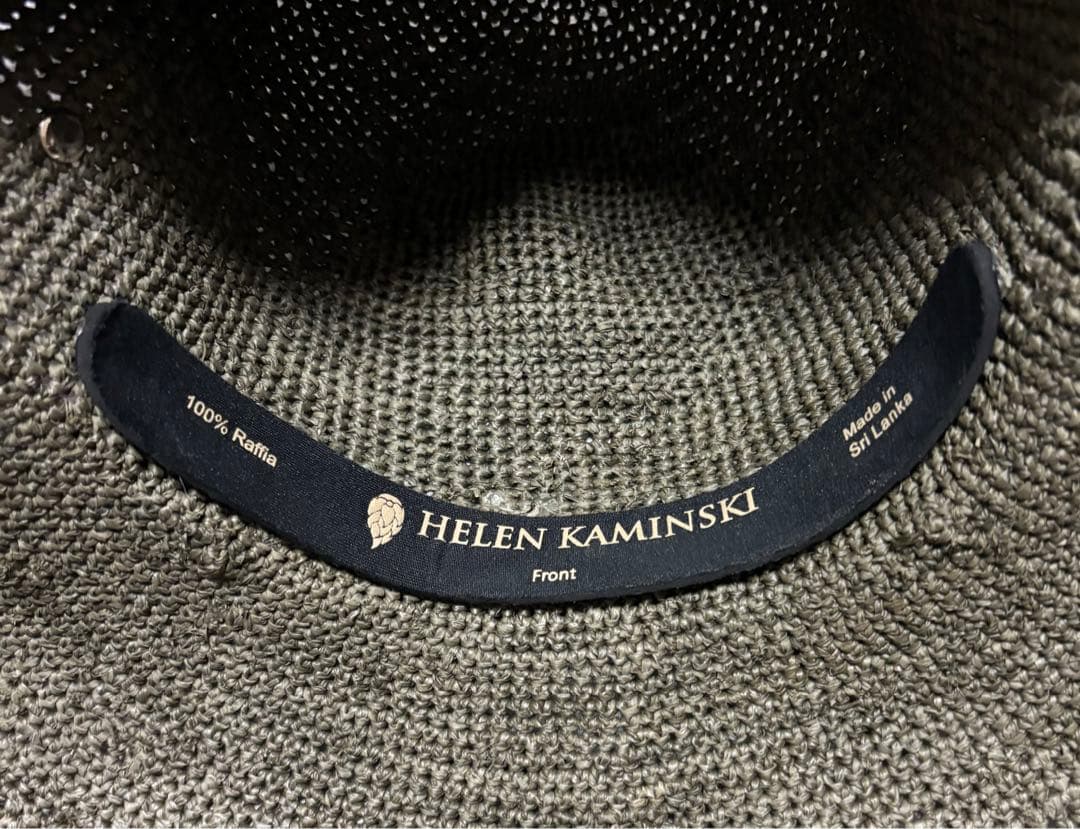 100% Raffia
HELEN KAMINSKI
Front
Made in
Sri Lanka